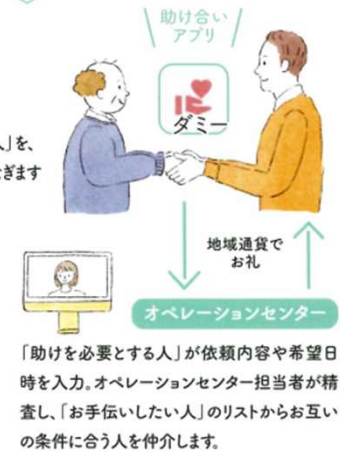 助け合い
アプリ
ダミー
人」を、
ぎます
地域通貨で
お礼
オペレーションセンター
「助けを必要とする人」が依頼内容や希望日
時を入力。オペレーションセンター担当者が精
査し、「お手伝いしたい人」のリストからお互い
の条件に合う人を仲介します。